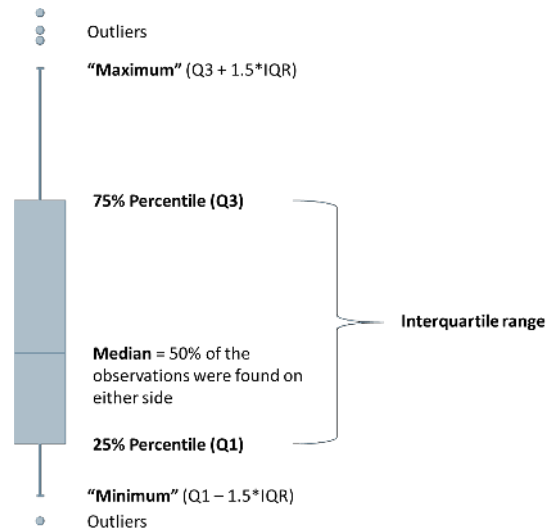 Outliers
“Maximum” (Q3 + 1.5*IQR)
75% Percentile (Q3)
Interquartile range
Median = 50% of the
observations were found on
either side
25% Percentile (Q1)
“Minimum” (Q1 – 1.5*IQR)
Outliers